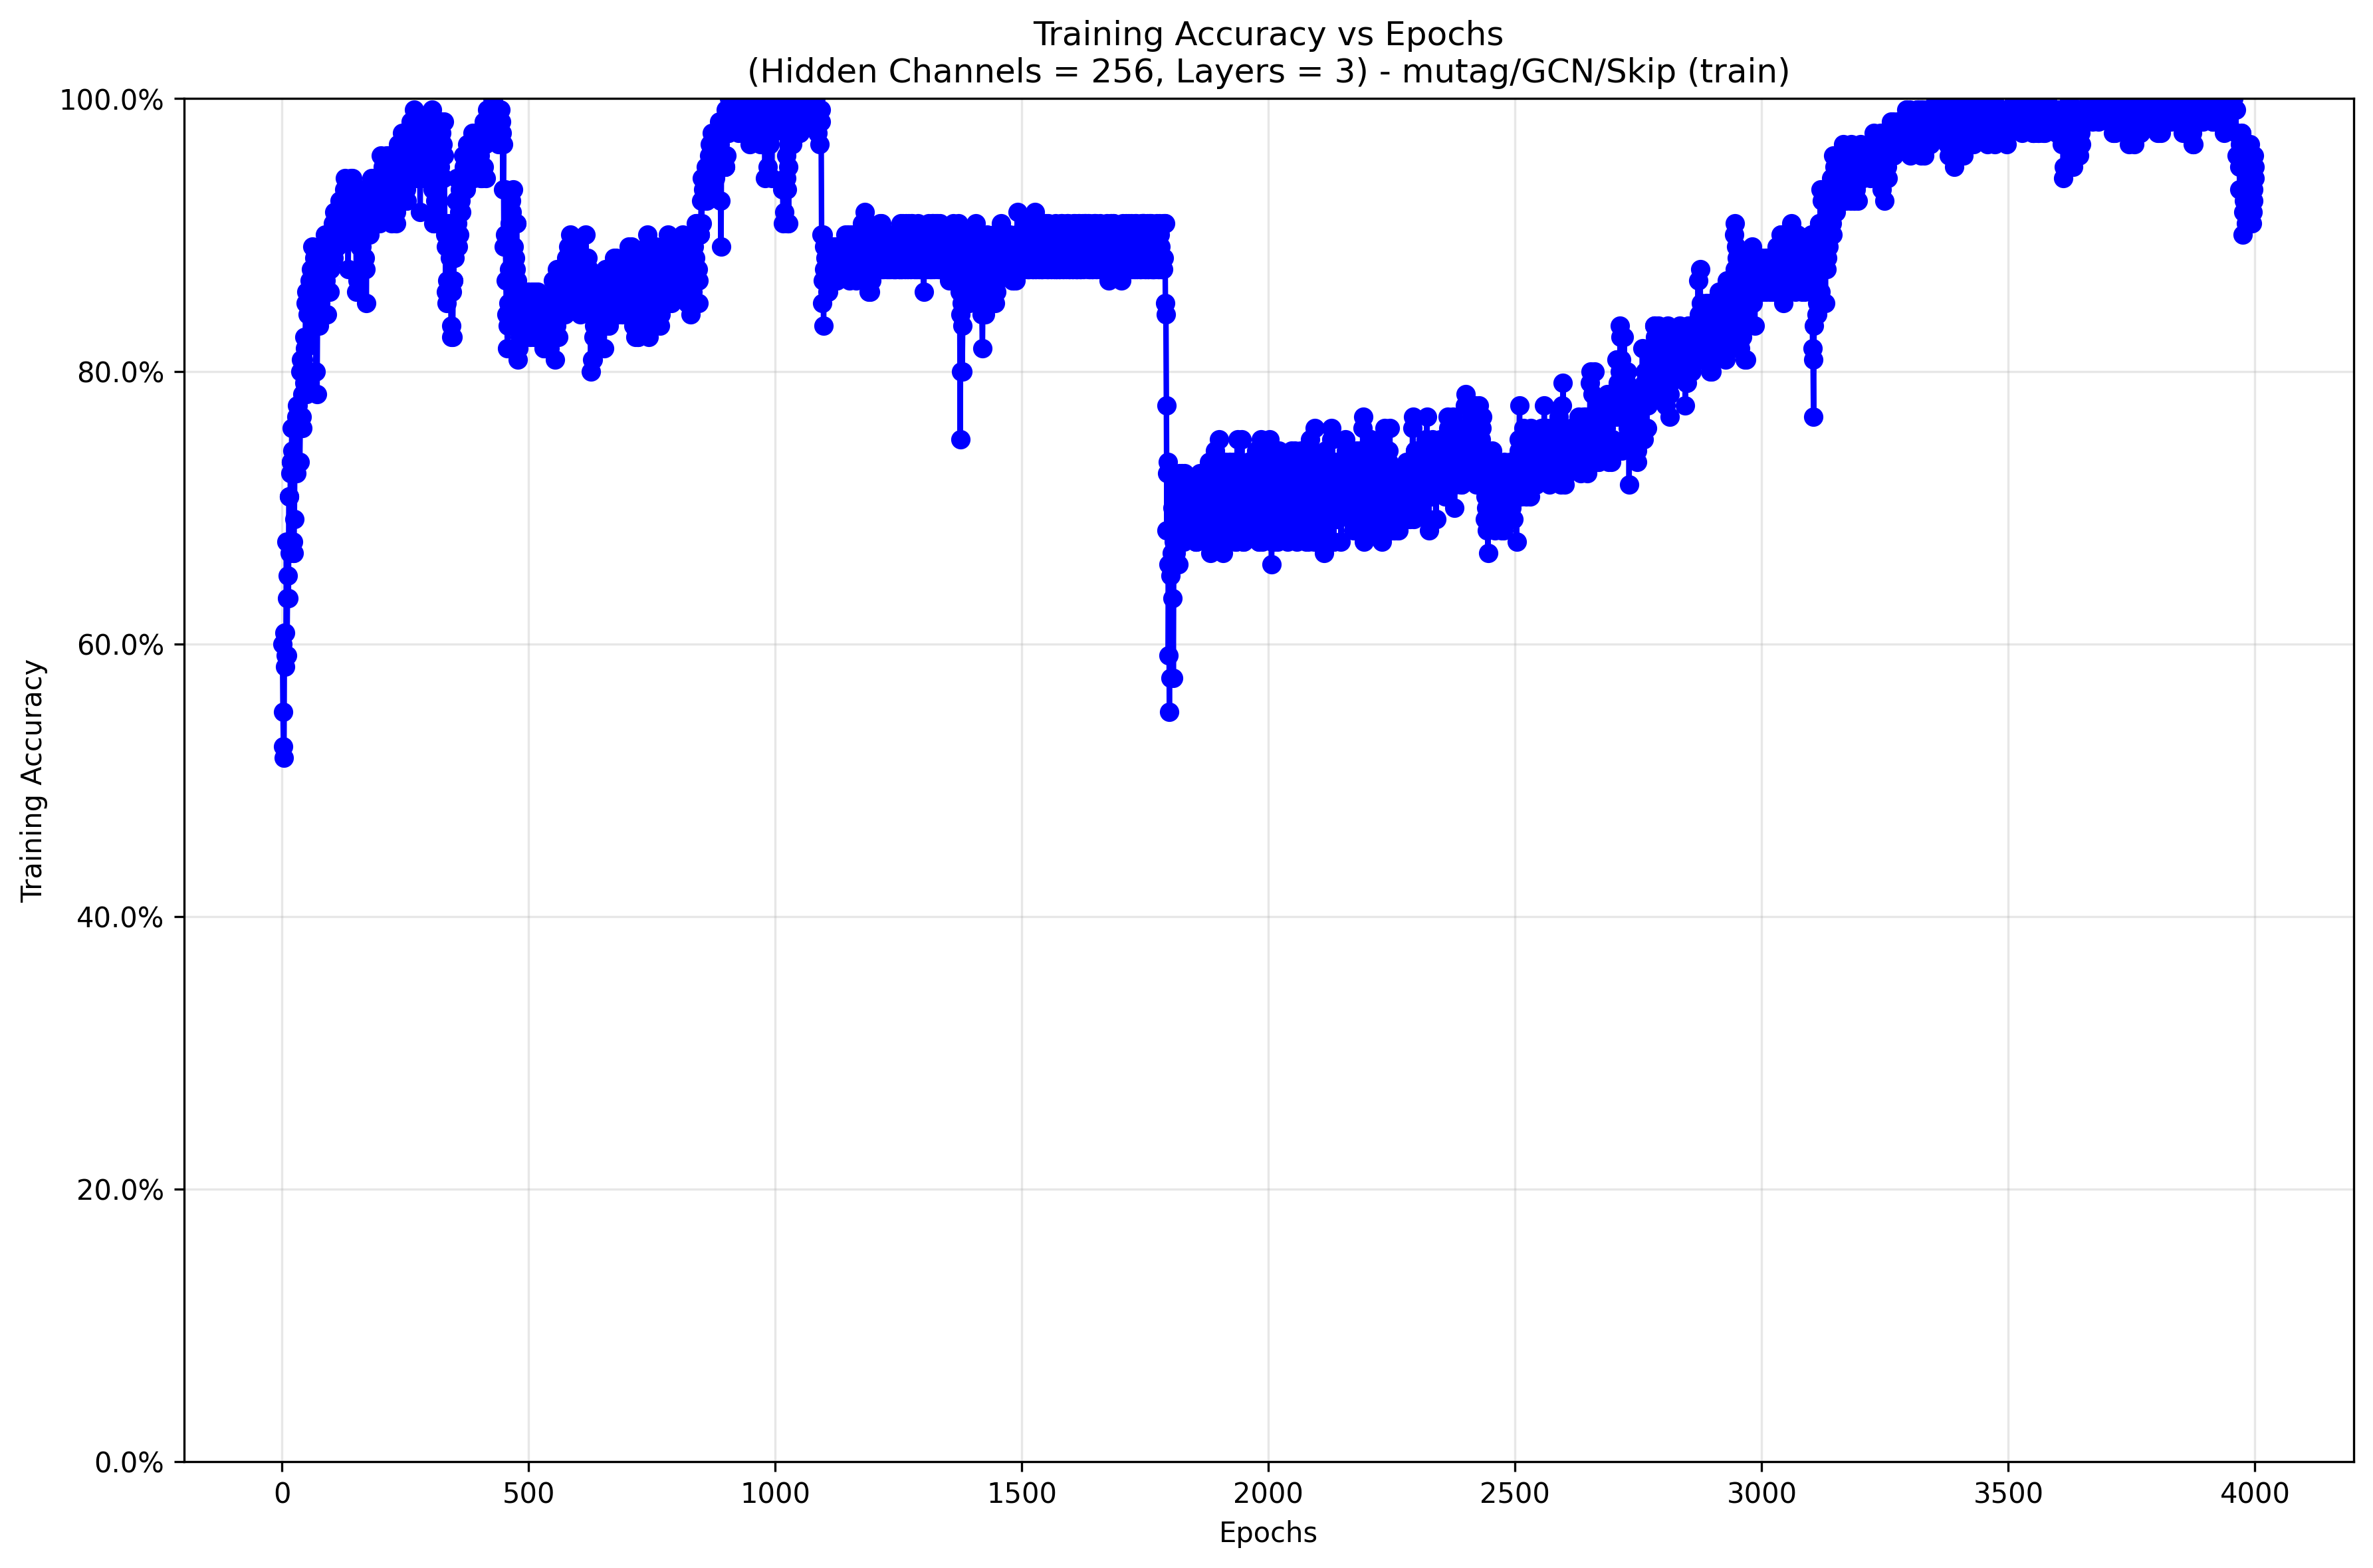 Training Accuracy vs Epochs
(Hidden Channels = 256, Layers = 3) - mutag/GCN/Skip (train)
100.0%
80.0%
60.0%
40.0%
20.0%
0.0%
Training Accuracy
0 500 1000 1500 2000 2500 3000 3500 4000
Epochs